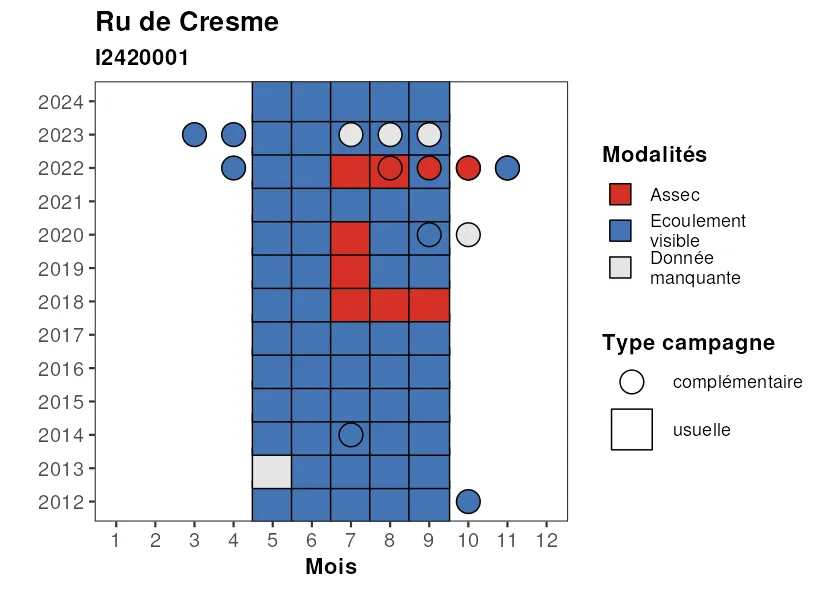 Ru de Cresme
I2420001
2024
2023
2022
2021
2020
2019
2018
2017
2016
2015
2014
2013
2012
1 2 3 4 5 6 7 8 9 10 11 12
Mois
Modalités
Assec
Ecoulement
visible
Donnée
manquante
Type campagne
complémentaire
usuelle